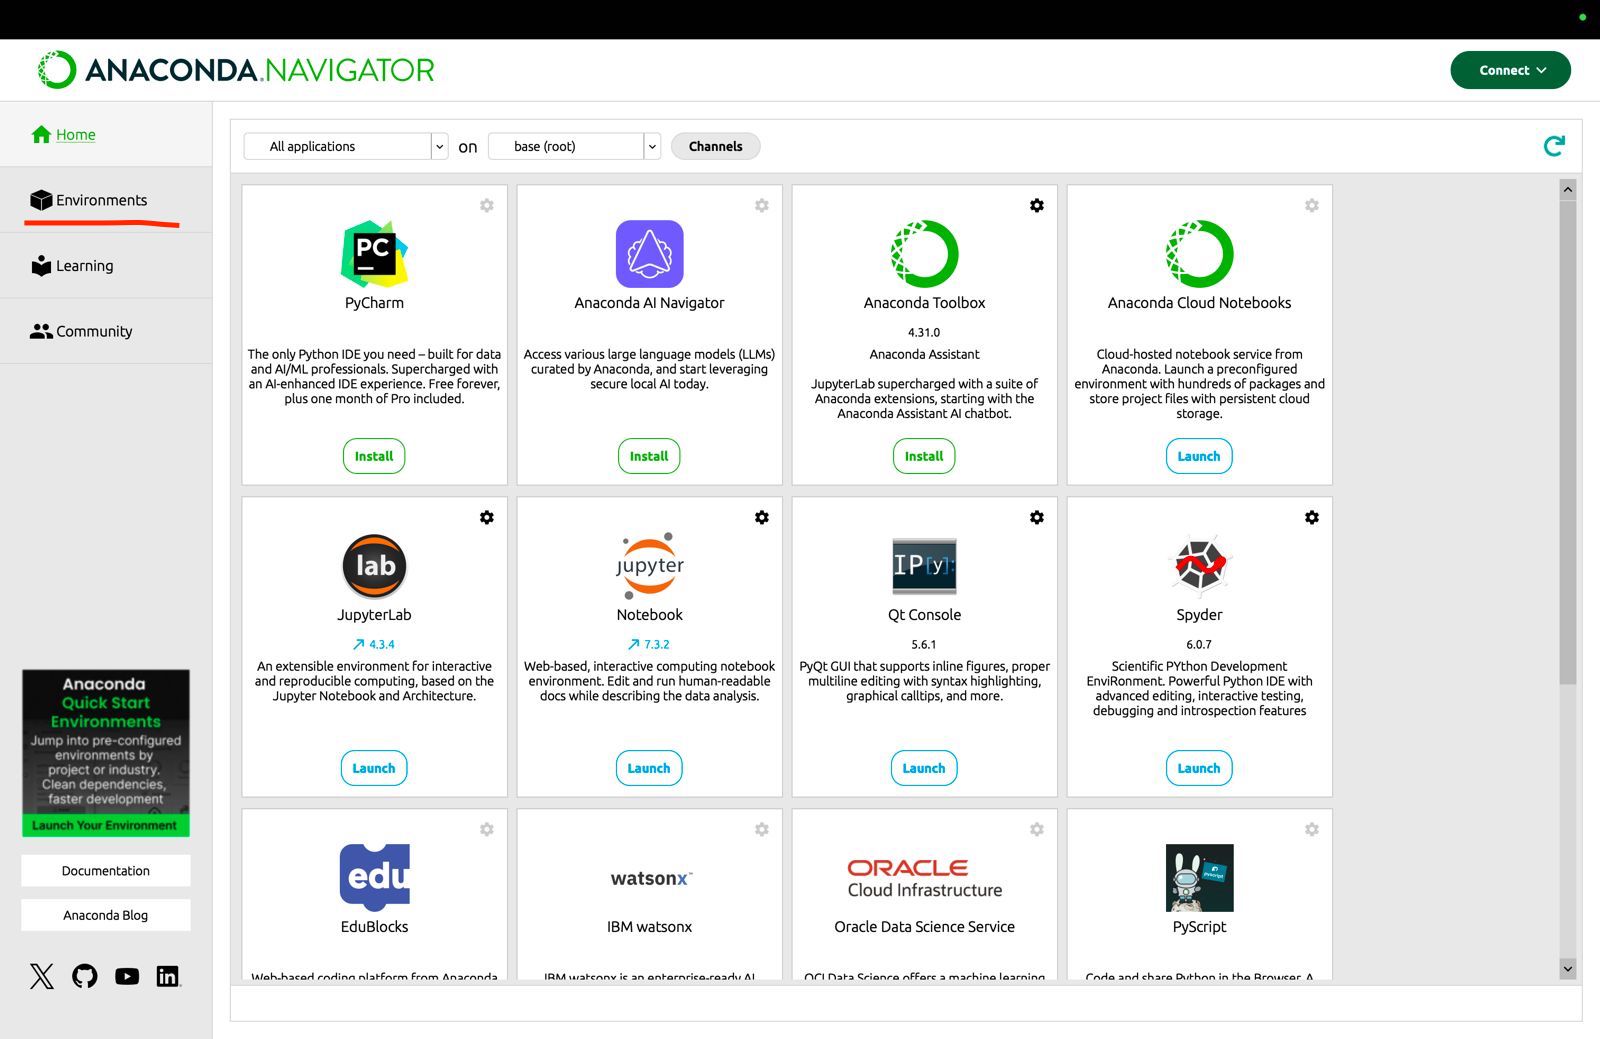 ANACONDA.NAVIGATOR
Connect
Home
Environments
Learning
Community
Anaconda
Quick Start
Environments
Jump into pre-configured
environments by
project or industry.
Clean dependencies,
faster development
Launch Your Environment
Documentation
Anaconda Blog
All applications
on
base (root)
Channels
PC
PyCharm
The only Python IDE you need – built for data
and AI/ML professionals. Supercharged with
an AI-enhanced IDE experience. Free forever,
plus one month of Pro included.
Install
Anaconda AI Navigator
Access various large language models (LLMs)
curated by Anaconda, and start leveraging
secure local AI today.
Install
Anaconda Toolbox
4.31.0
Anaconda Assistant
JupyterLab supercharged with a suite of
Anaconda extensions, starting with the
Anaconda Assistant AI chatbot.
Install
Anaconda Cloud Notebooks
Cloud-hosted notebook service from
Anaconda. Launch a preconfigured
environment with hundreds of packages and
store project files with persistent cloud
storage.
Launch
lab
JupyterLab
4.3.4
An extensible environment for interactive
and reproducible computing, based on the
Jupyter Notebook and Architecture.
Launch
jupyter
Notebook
7.3.2
Web-based, interactive computing notebook
environment. Edit and run human-readable
docs while describing the data analysis.
Launch
IP[y]:
Qt Console
5.6.1
PyQt GUI that supports inline figures, proper
multiline editing with syntax highlighting,
graphical calltips, and more.
Launch
Spyder
6.0.7
Scientific PYthon Development
EnviRonment. Powerful Python IDE with
advanced editing, interactive testing,
debugging and introspection features
Launch
edu
EduBlocks
Web-based coding platform from Anaconda
watsonx™
IBM watsonx
IBM watsonx is an enterprise-ready AI
ORACLE
Cloud Infrastructure
Oracle Data Science Service
OCI Data Science offers a machine learning
pyscript
PyScript
Code and share Python in the Browser. A